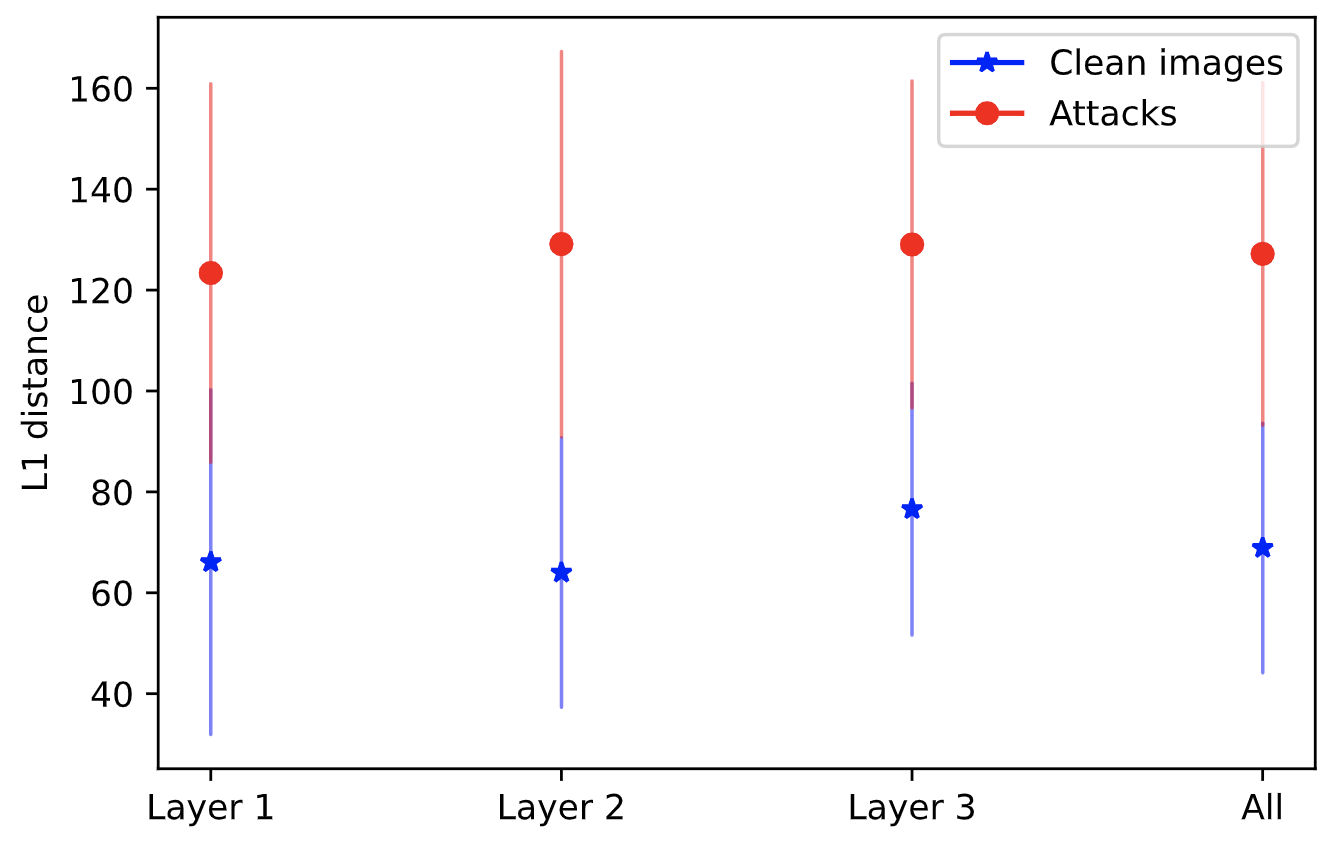 Clean images
Attacks
160
140
120
100
80
60
40
L1 distance
Layer 1
Layer 2
Layer 3
All